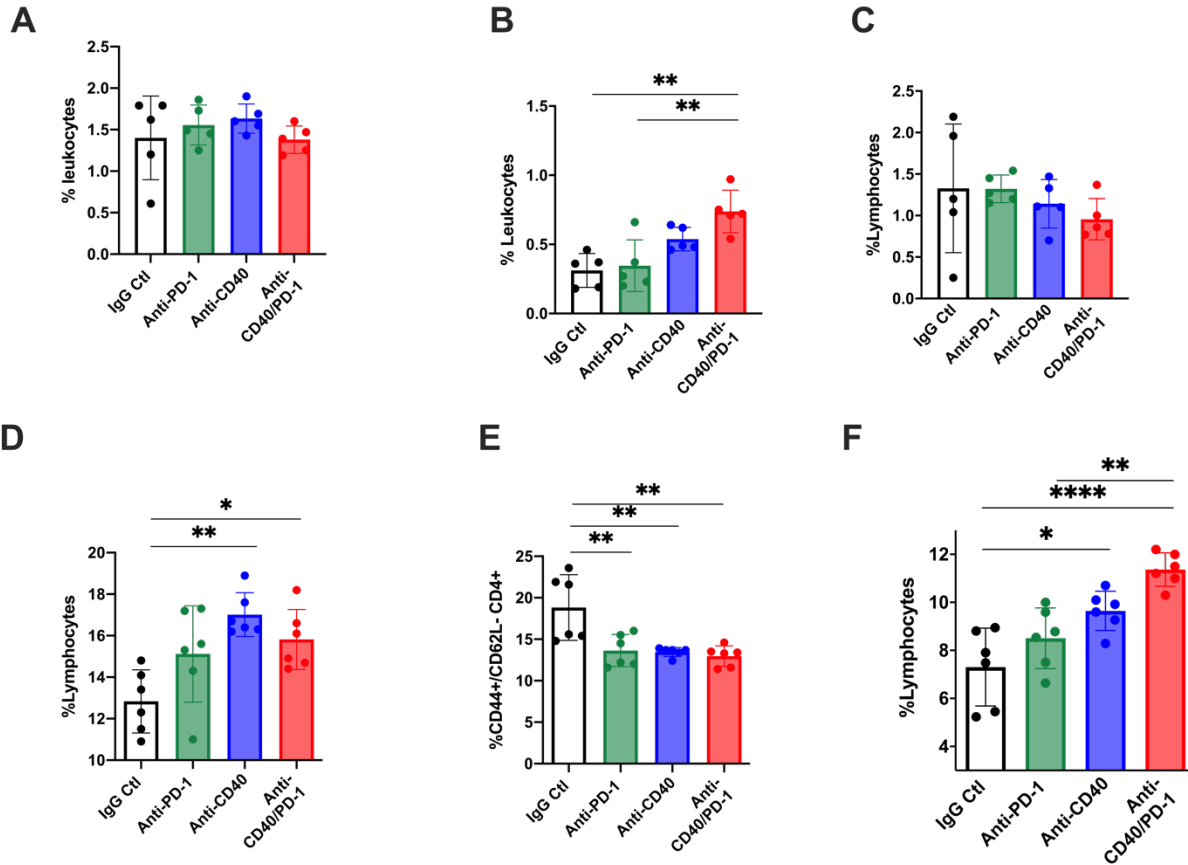 A
% leukocytes
2.5
2.0
1.5
1.0
0.5
0.0
IgG Ctl
Anti-PD-1
Anti-CD40
Anti-
CD40/PD-1
B
**
**
% Leukocytes
1.5
1.0
0.5
0.0
IgG Ctl
Anti-PD-1
Anti-CD40
Anti-
CD40/PD-1
C
%Lymphocytes
2.5
2.0
1.5
1.0
0.5
0.0
IgG Ctl
Anti-PD-1
Anti-CD40
Anti-
CD40/PD-1
D
*
**
%Lymphocytes
20
18
16
14
12
10
IgG Ctl
Anti-PD-1
Anti-CD40
Anti-
CD40/PD-1
E
**
**
**
%CD44+/CD62L- CD4+
25
20
15
10
5
0
IgG Ctl
Anti-PD-1
Anti-CD40
Anti-
CD40/PD-1
F
**
****
*
%Lymphocytes
12
10
8
6
4
IgG Ctl
Anti-PD-1
Anti-CD40
Anti-
CD40/PD-1